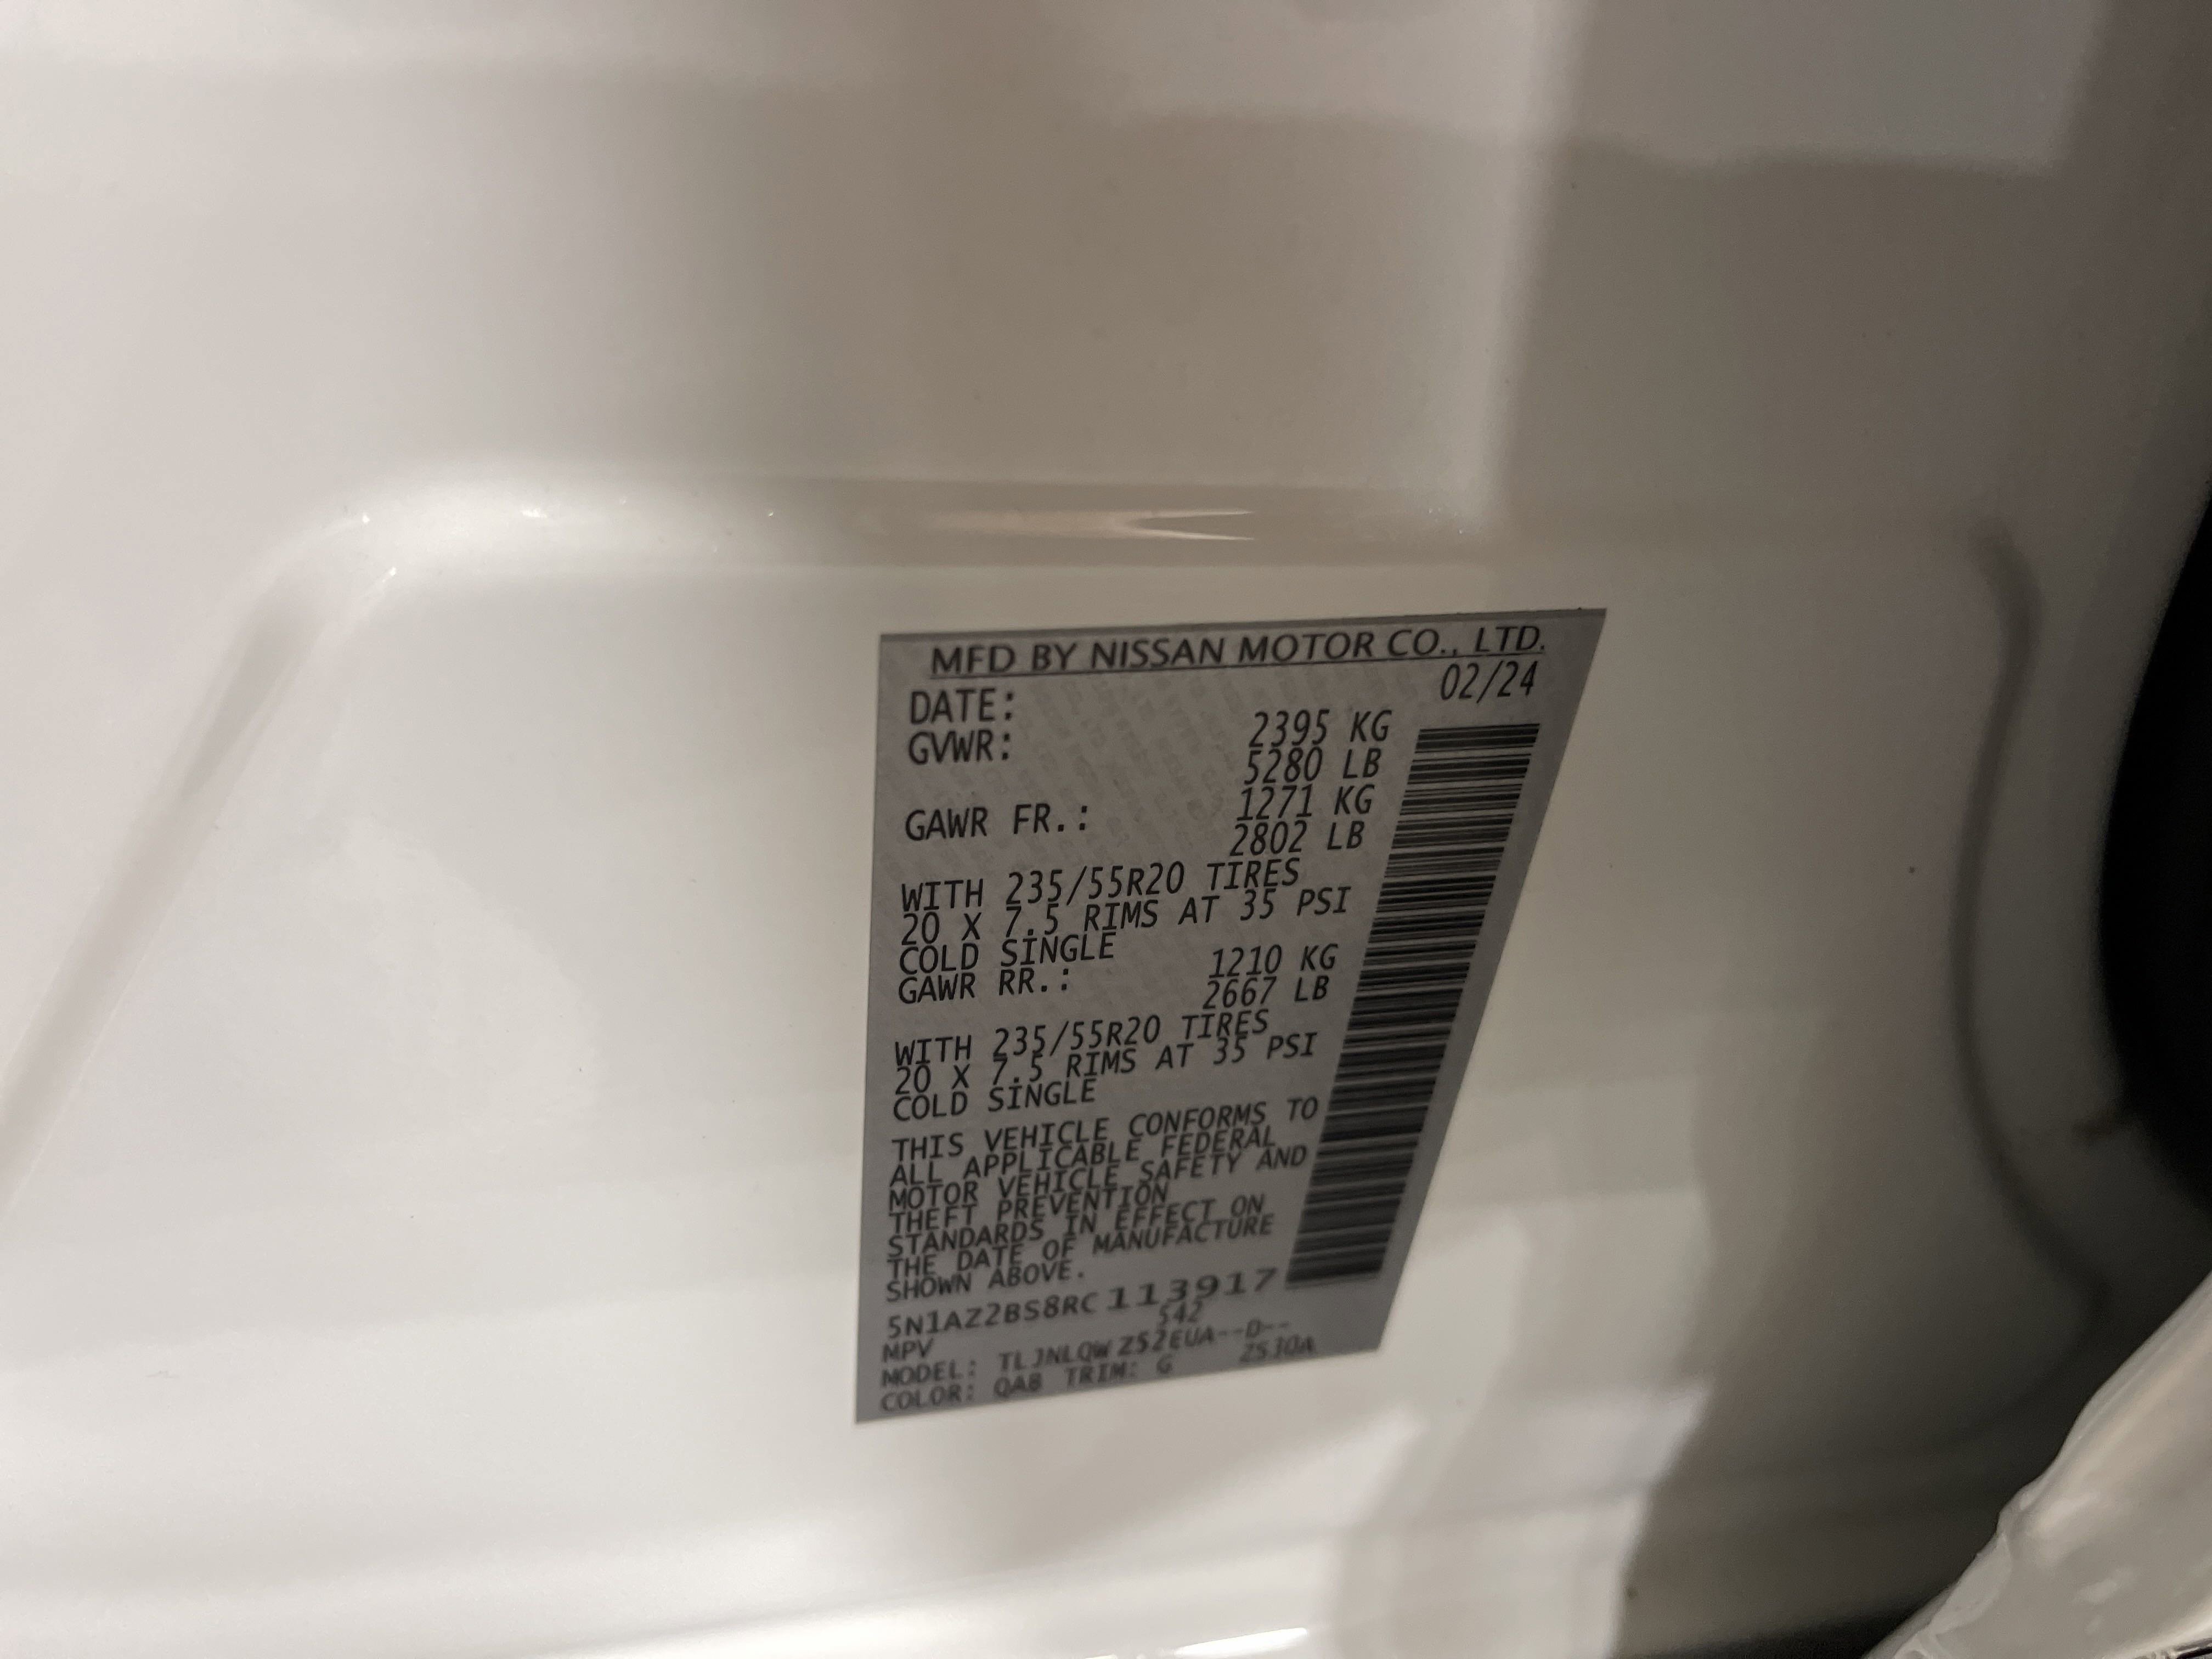 MFD BY NISSAN MOTOR CO., LTD.
DATE: 02/24
GVWR: 2395 KG
5280 LB
GAWR FR.: 1271 KG
2802 LB
WITH 235/55R20 TIRES
20 X 7.5 RIMS AT 35 PSI
COLD SINGLE
GAWR RR.: 1210 KG
2667 LB
WITH 235/55R20 TIRES
20 X 7.5 RIMS AT 35 PSI
COLD SINGLE
THIS VEHICLE CONFORMS TO
ALL APPLICABLE FEDERAL
MOTOR VEHICLE SAFETY AND
THEFT PREVENTION
STANDARDS IN EFFECT ON
THE DATE OF MANUFACTURE
SHOWN ABOVE.
5N1AZ2BS8RC113917
MPV 542
MODEL: TLJNLQW Z52EUA--D--
COLOR: QAB TRIM: G